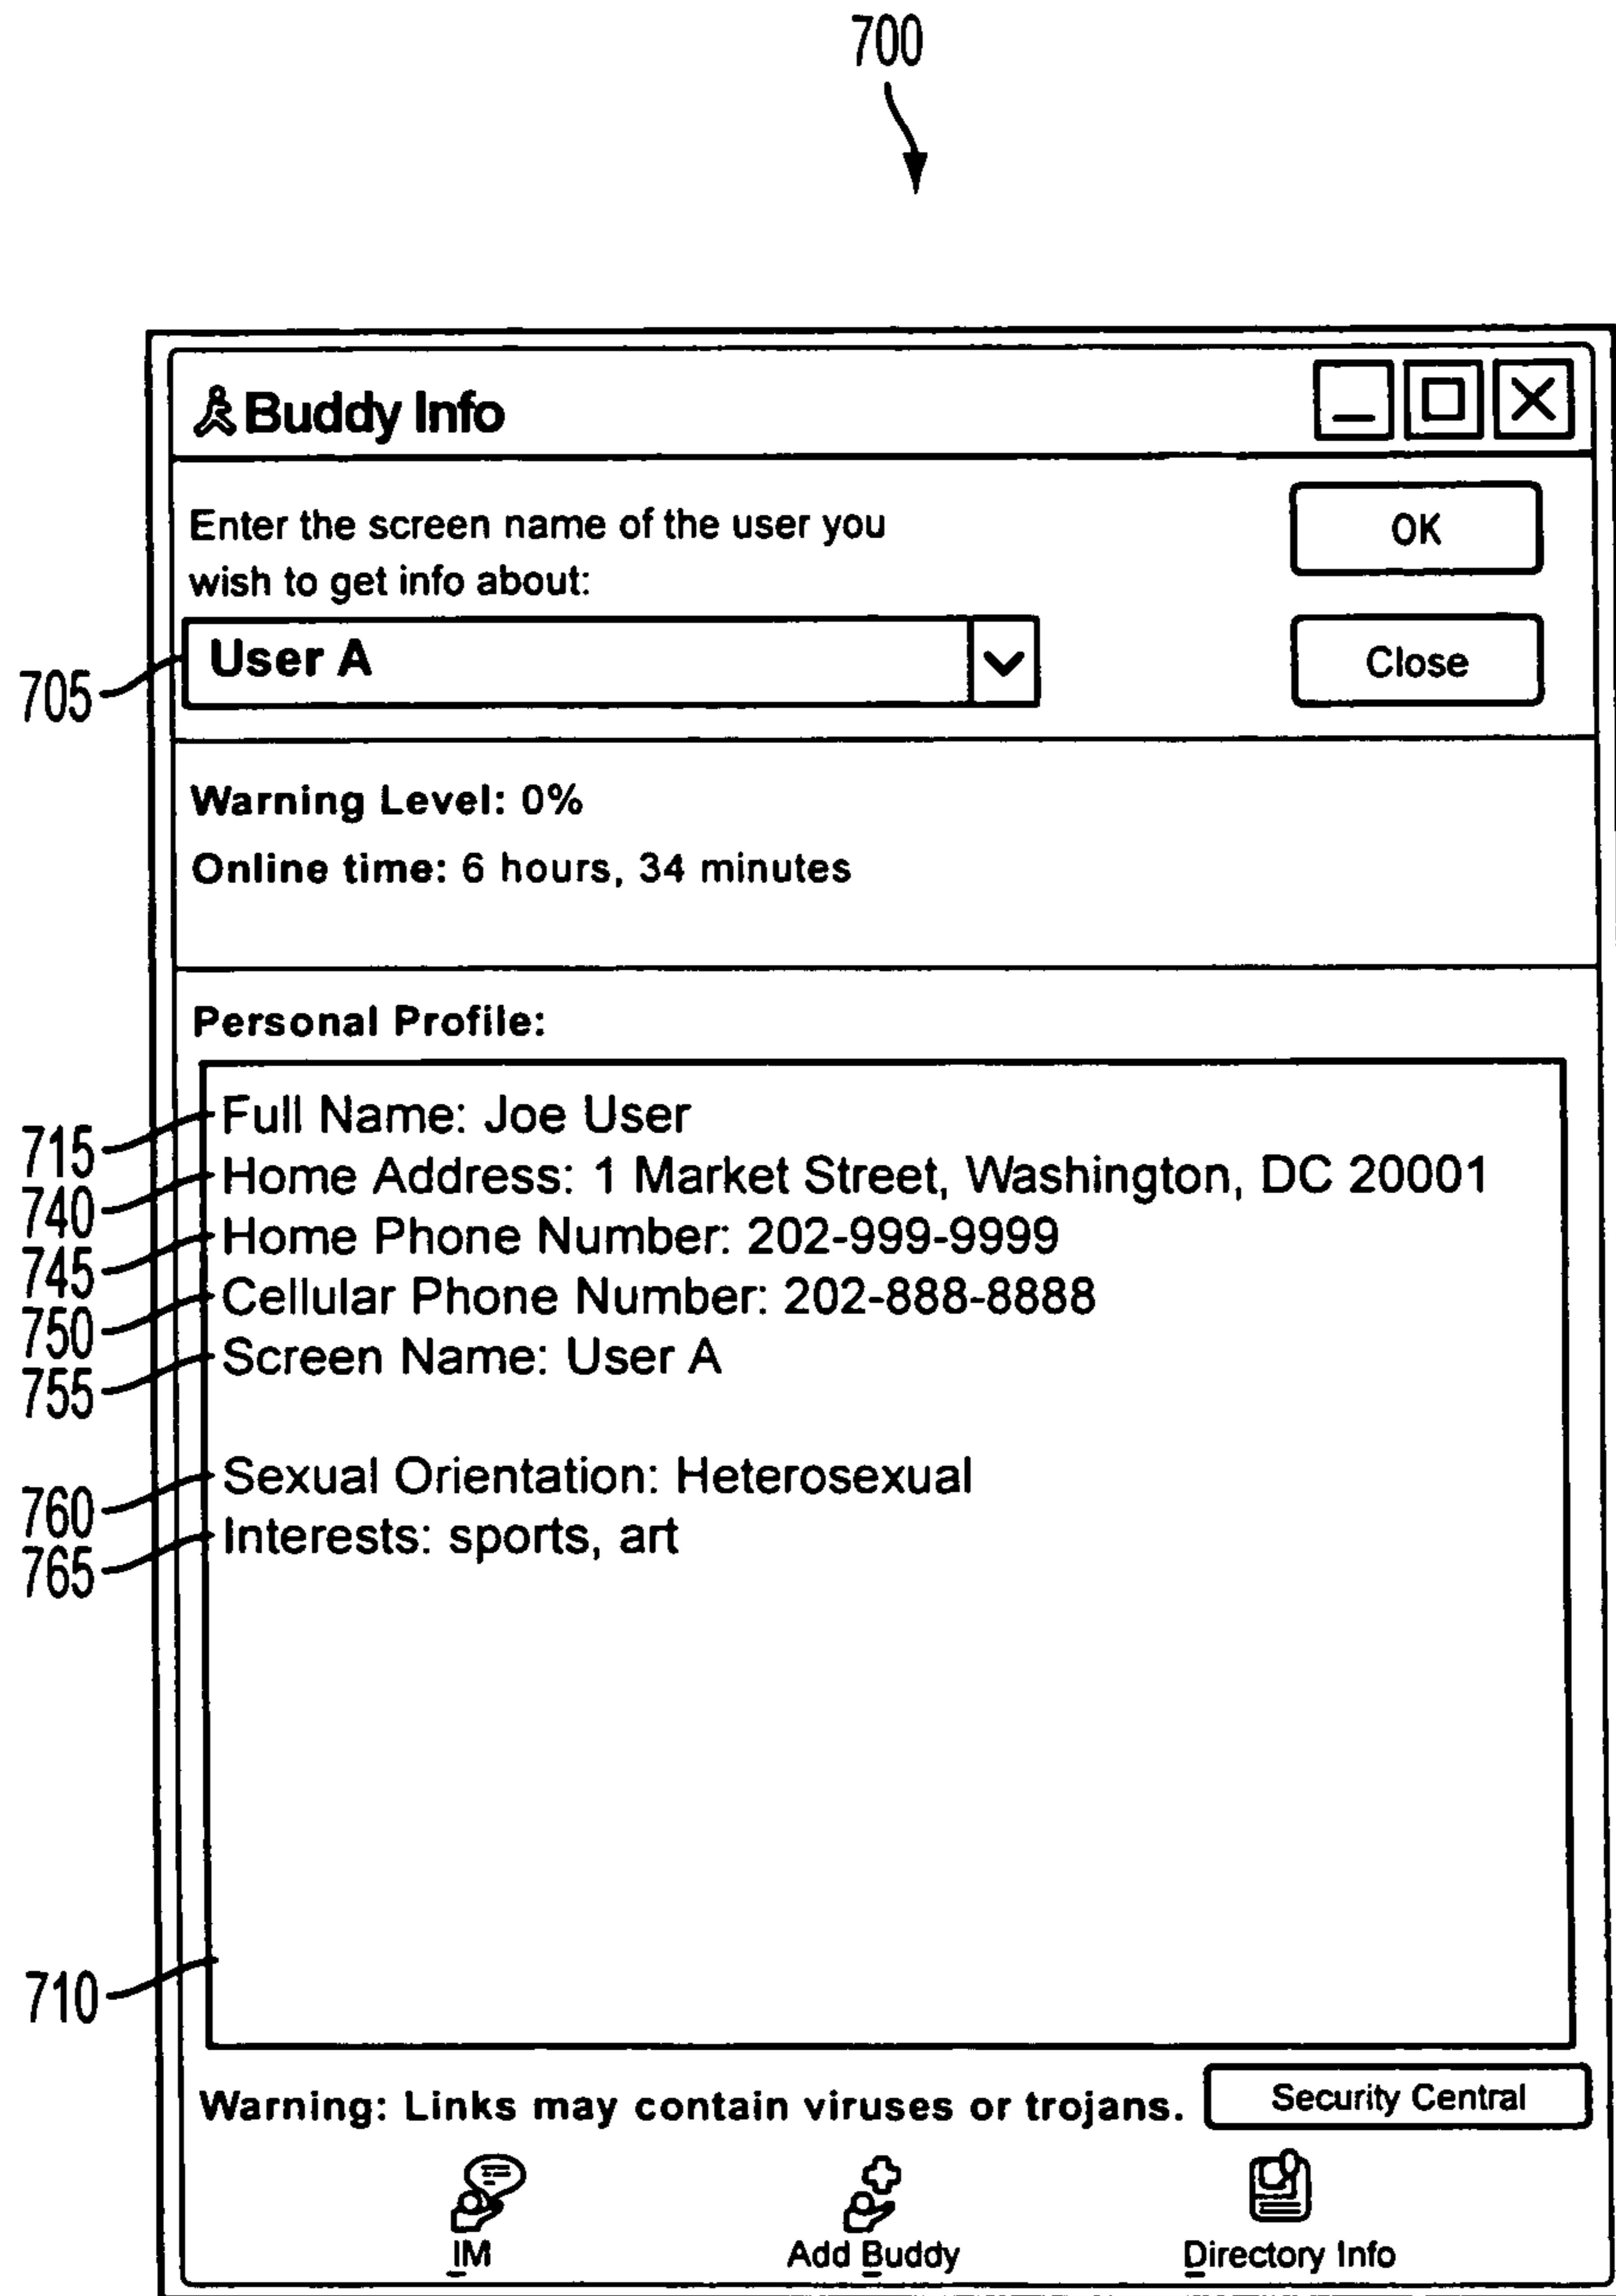 700
Buddy Info
Enter the screen name of the user you
wish to get info about:
OK
705
User A
Close
Warning Level: 0%
Online time: 6 hours, 34 minutes
Personal Profile:
715
Full Name: Joe User
740
Home Address: 1 Market Street, Washington, DC 20001
745
Home Phone Number: 202-999-9999
750
Cellular Phone Number: 202-888-8888
755
Screen Name: User A
760
Sexual Orientation: Heterosexual
765
Interests: sports, art
710
Warning: Links may contain viruses or trojans.
Security Central
IM
Add Buddy
Directory Info